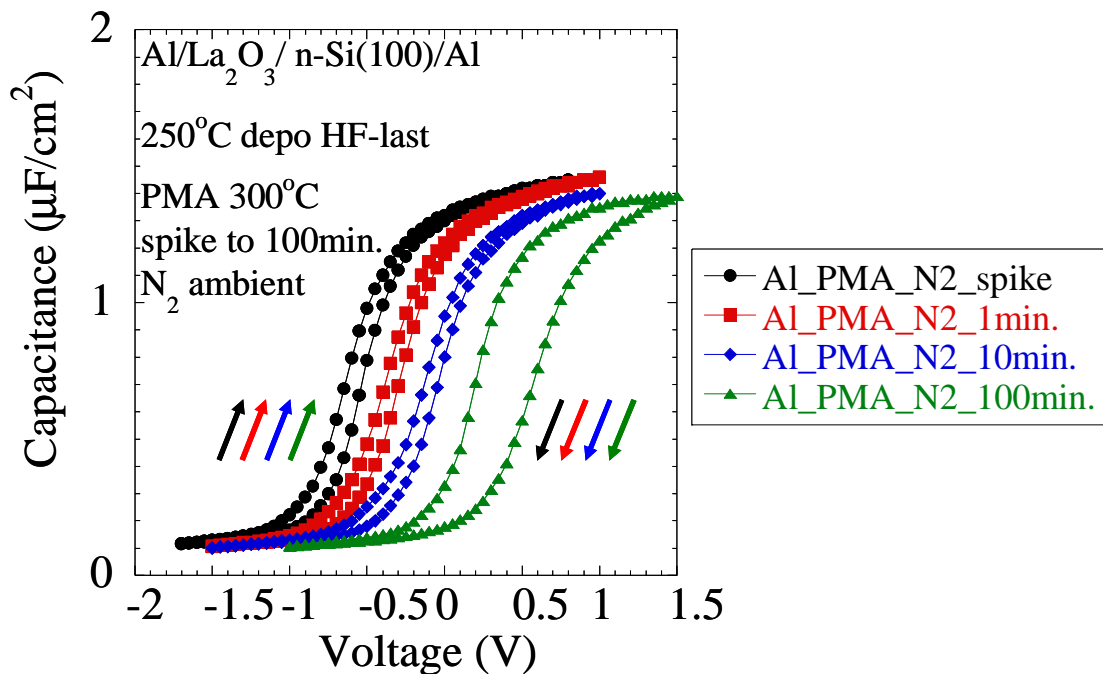 Al/La₂O₃/ n-Si(100)/Al
250°C depo HF-last
PMA 300°C
spike to 100min.
N₂ ambient
Capacitance (μF/cm²)
2
1
0
-2 -1.5 -1 -0.5 0 0.5 1 1.5
Voltage (V)
Al_PMA_N2_spike
Al_PMA_N2_1min.
Al_PMA_N2_10min.
Al_PMA_N2_100min.